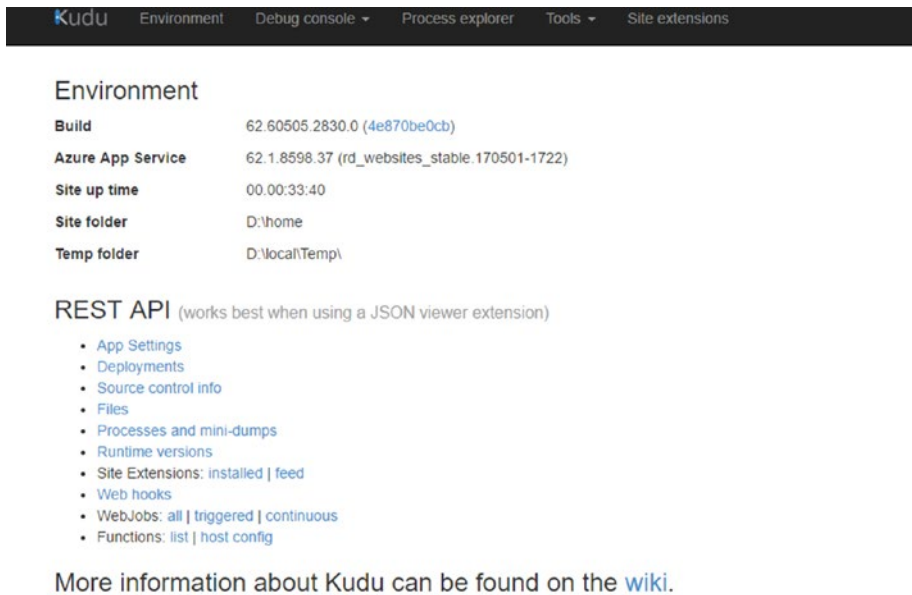 Kudu Environment Debug console Process explorer Tools Site extensions
Environment
Build 62.60505.2830.0 (4e870be0cb)
Azure App Service 62.1.8598.37 (rd_websites_stable.170501-1722)
Site up time 00.00:33:40
Site folder D:\home
Temp folder D:\local\Temp\
REST API (works best when using a JSON viewer extension)
• App Settings
• Deployments
• Source control info
• Files
• Processes and mini-dumps
• Runtime versions
• Site Extensions: installed | feed
• Web hooks
• WebJobs: all | triggered | continuous
• Functions: list | host config
More information about Kudu can be found on the wiki.